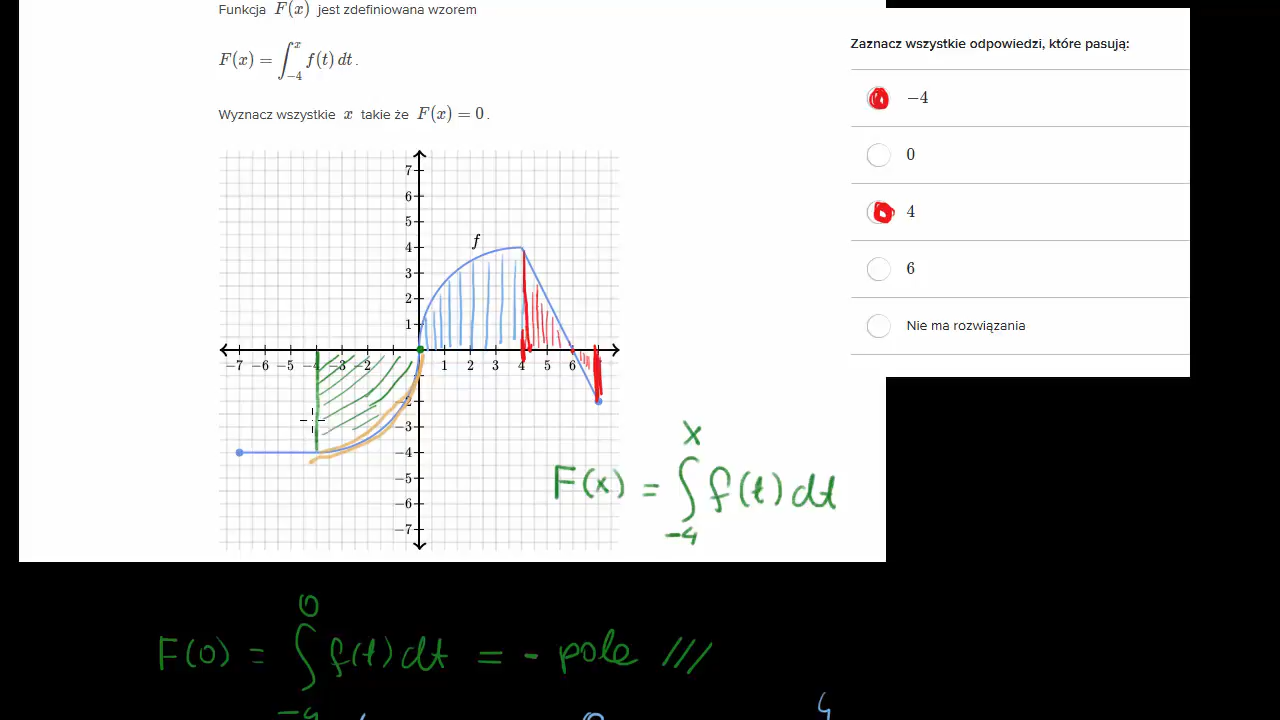 Funkcja F(x) jest zdefiniowana wzorem
F(x) = ∫_{-4}^{x} f(t) dt.
Wyznacz wszystkie x takie że F(x) = 0.
Zaznacz wszystkie odpowiedzi, które pasują:
−4
0
4
6
Nie ma rozwiązania
7
6
5
4
3
2
1
f
−7 −6 −5 −4 −3 −2 1 2 3 4 5 6
−2
−3
−4
−5
−6
−7
F(x) = ∫_{-4}^{x} f(t) dt
F(0) = ∫_{-4}^{0} f(t) dt = - pole ///
4